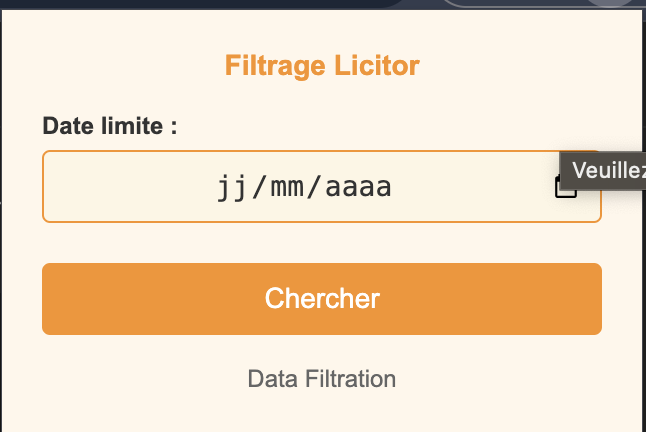 Filtrage Licitor
Date limite :
Veuillez
jj/mm/aaaa
Chercher
Data Filtration